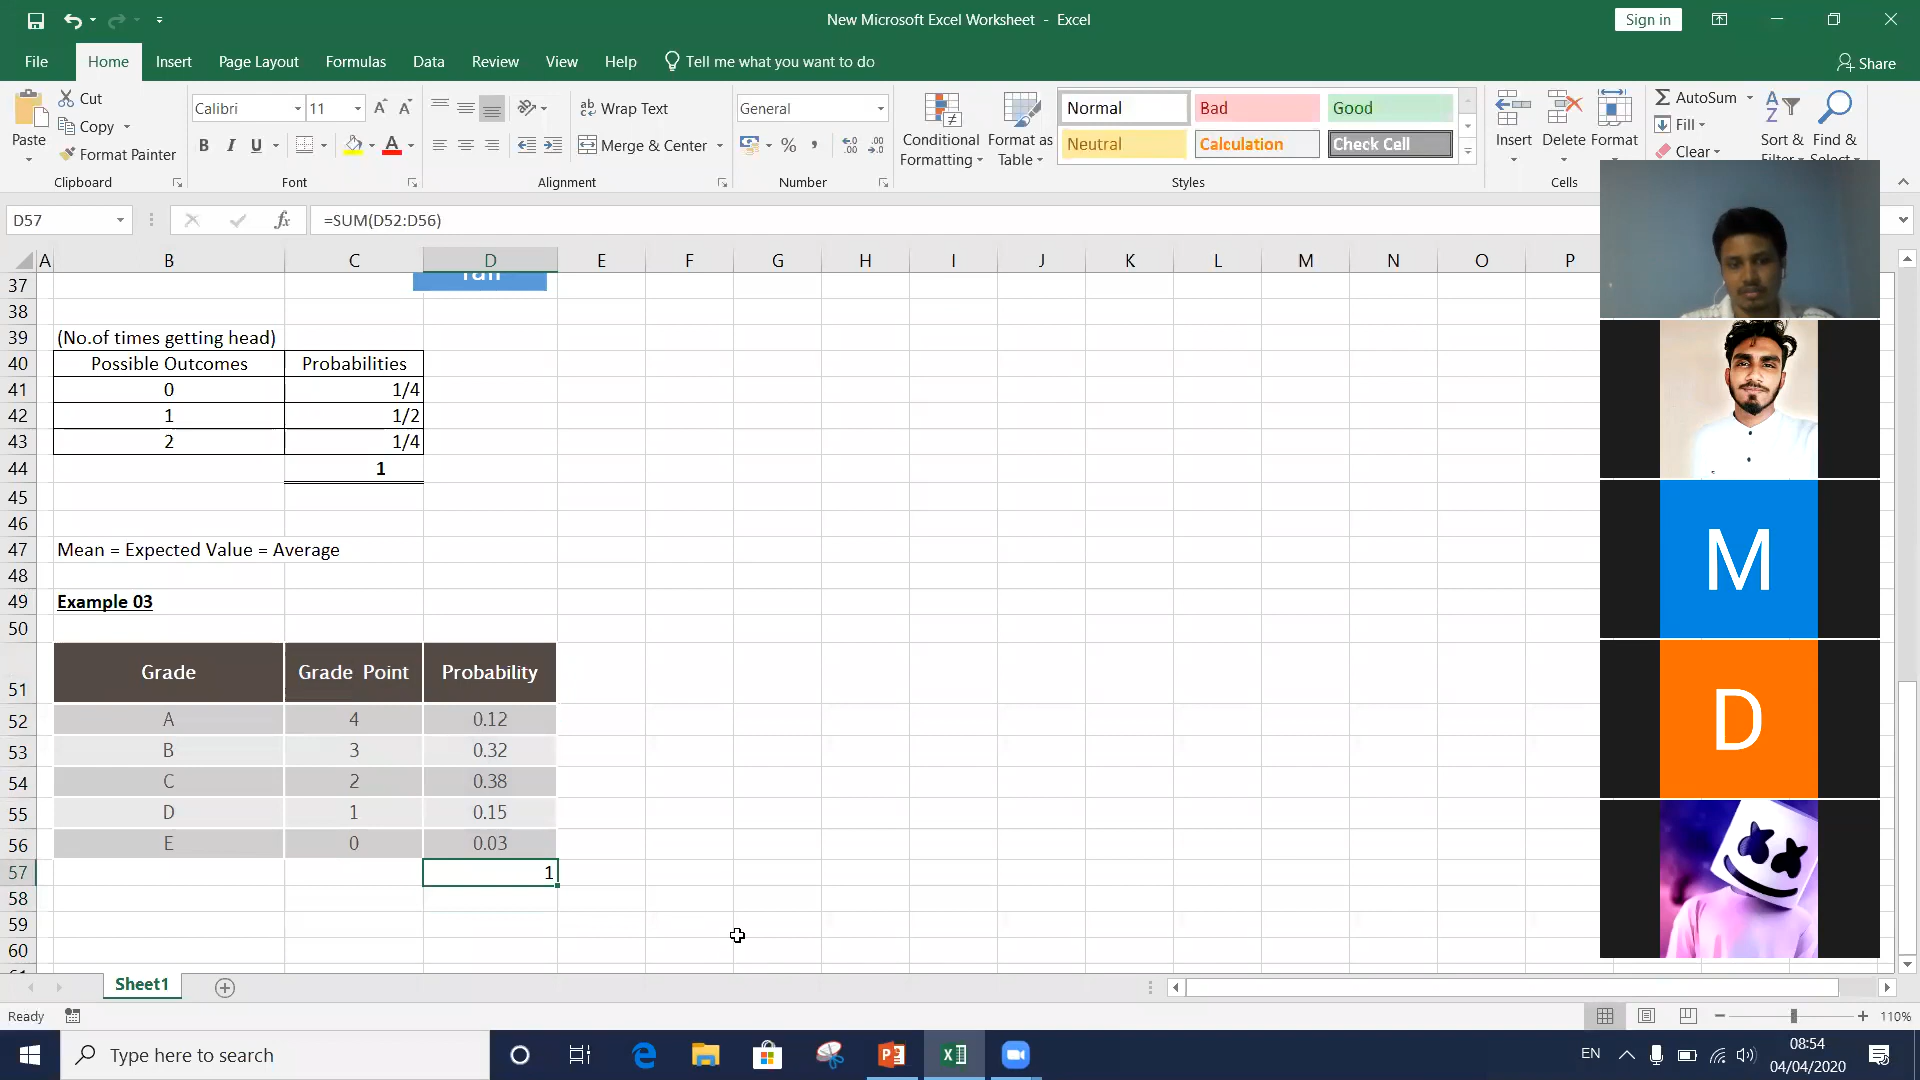 New Microsoft Excel Worksheet - Excel
Sign in
File Home Insert Page Layout Formulas Data Review View Help Tell me what you want to do
Share
Paste
Cut
Copy
Format Painter
Clipboard
Calibri 11
A A
B I U A
Font
Wrap Text
Merge & Center
Alignment
General
%
Number
Conditional Formatting
Format as Table
Normal Bad Good
Neutral Calculation Check Cell
Styles
Insert Delete Format
Cells
AutoSum
Fill
Clear
Sort &
Find &
D57
fx
=SUM(D52:D56)
A B C D E F G H I J K L M N O P
37
38
39 (No.of times getting head)
40 Possible Outcomes Probabilities
41 0 1/4
42 1 1/2
43 2 1/4
44 1
45
46
47 Mean = Expected Value = Average
48
49 Example 03
50
51 Grade Grade Point Probability
52 A 4 0.12
53 B 3 0.32
54 C 2 0.38
55 D 1 0.15
56 E 0 0.03
57 1
58
59
60
M
D
Sheet1
Ready
110%
Type here to search
EN
08:54
04/04/2020